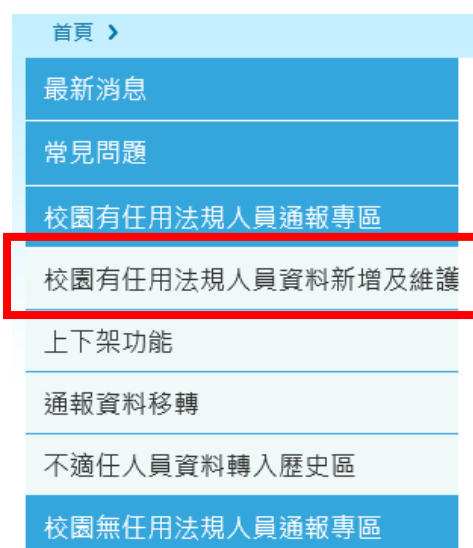 首頁 >
最新消息
常見問題
校園有任用法規人員通報專區
校園有任用法規人員資料新增及維護
上下架功能
通報資料移轉
不適任人員資料轉入歷史區
校園無任用法規人員通報專區